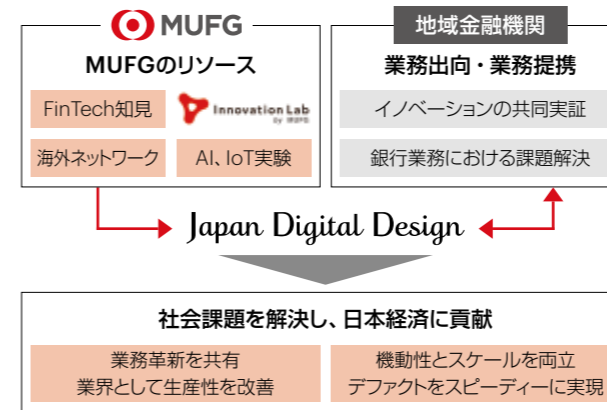 MUFG
MUFGのリソース
FinTech知見
Innovation Lab
by MUFG
海外ネットワーク
AI、IoT実験
地域金融機関
業務出向・業務提携
イノベーションの共同実証
銀行業務における課題解決
Japan Digital Design
社会課題を解決し、日本経済に貢献
業務革新を共有
業界として生産性を改善
機動性とスケールを両立
デファクトをスピーディーに実現